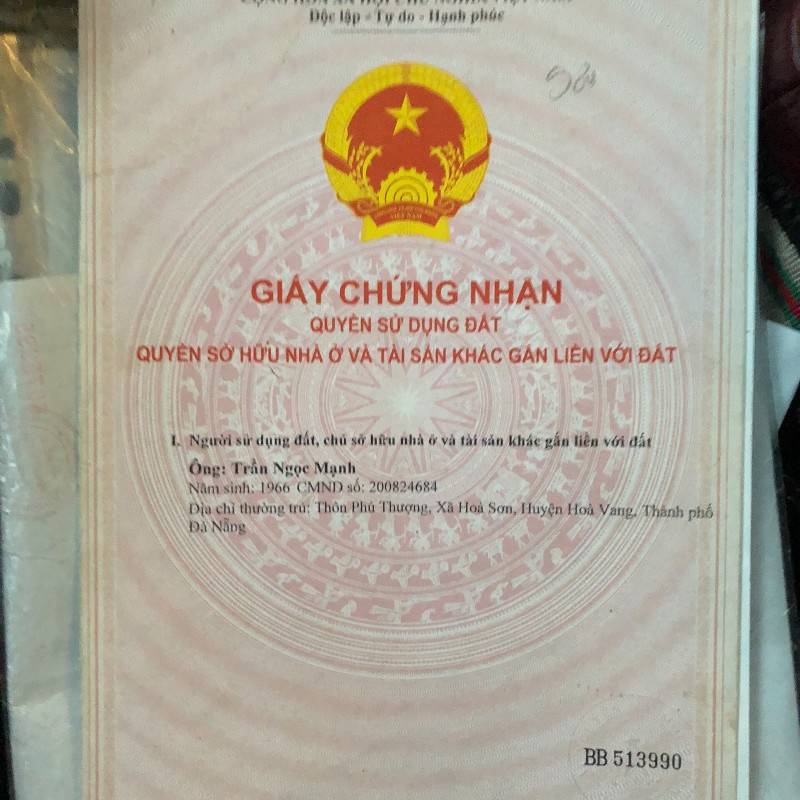 Độc lập - Tự do - Hạnh phúc
VIỆT NAM
GIẤY CHỨNG NHẬN
QUYỀN SỬ DỤNG ĐẤT
QUYỀN SỞ HỮU NHÀ Ở VÀ TÀI SẢN KHÁC GẮN LIỀN VỚI ĐẤT
I. Người sử dụng đất, chủ sở hữu nhà ở và tài sản khác gắn liền với đất
Ông: Trần Ngọc Mạnh
Năm sinh: 1966 CMND số: 200824684
Địa chỉ thường trú: Thôn Phú Thượng, Xã Hoà Sơn, Huyện Hoà Vang, Thành phố
Đà Nẵng
BB 513990